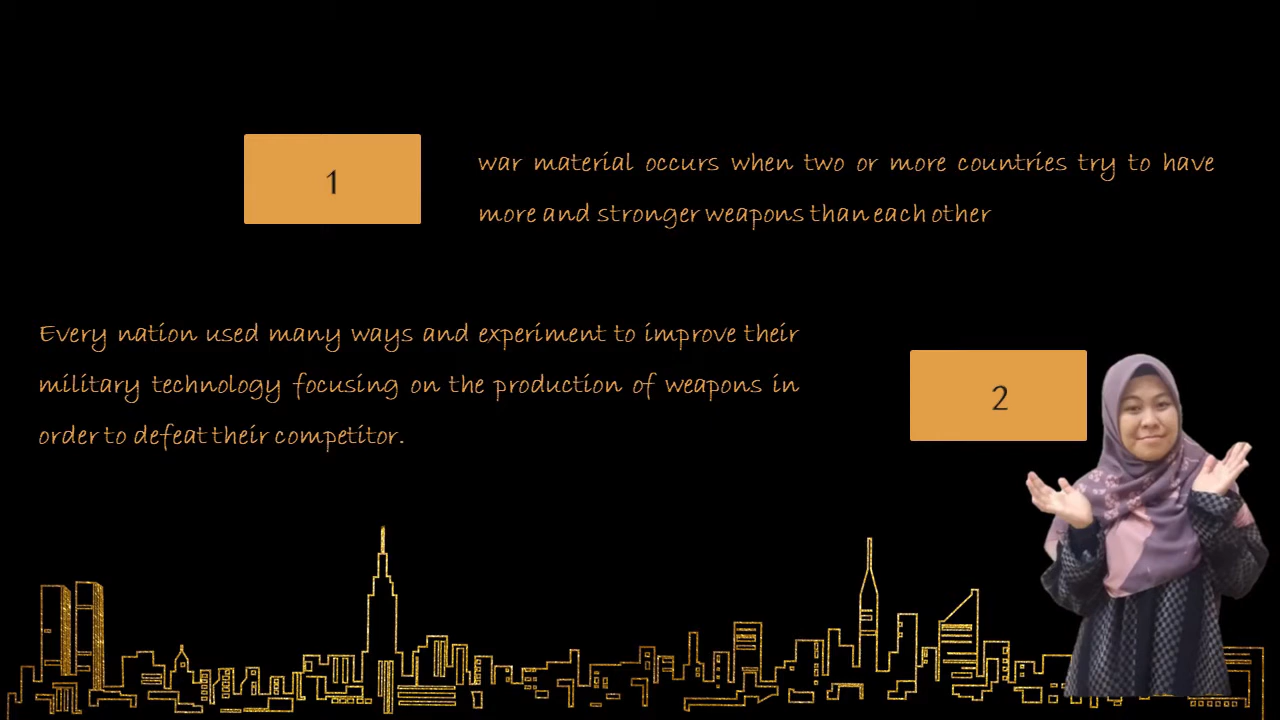 1
war material occurs when two or more countries try to have
more and stronger weapons than each other
Every nation used many ways and experiment to improve their
military technology focusing on the production of weapons in
order to defeat their competitor.
2